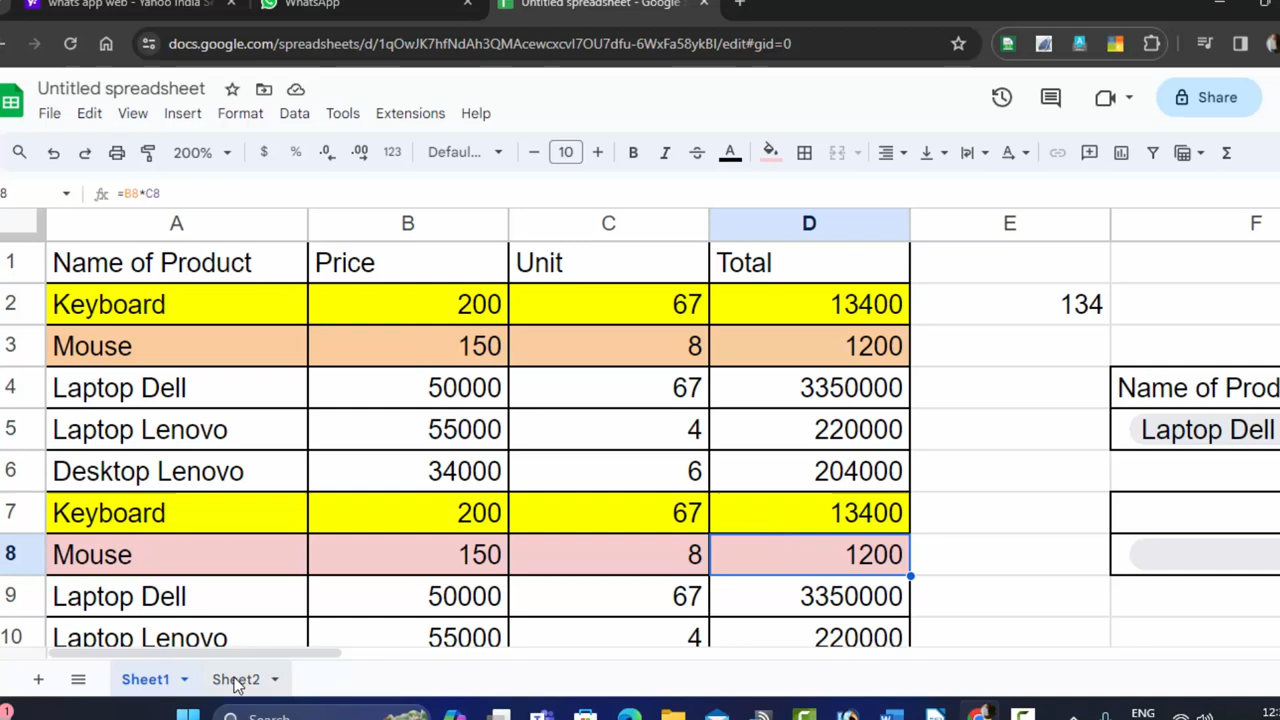 whats app web - Yahoo India S
WhatsApp
Untitled spreadsheet - Google
docs.google.com/spreadsheets/d/
Untitled spreadsheet
Share
File Edit View Insert Format Data Tools Extensions Help
200% $ % .0 .00 123 Defaul... 10 B I A Σ
8 fx =B8*C8
A B C D E F
1 Name of Product Price Unit Total
2 Keyboard 200 67 13400 134
3 Mouse 150 8 1200
4 Laptop Dell 50000 67 3350000 Name of Prod
5 Laptop Lenovo 55000 4 220000 Laptop Dell
6 Desktop Lenovo 34000 6 204000
7 Keyboard 200 67 13400
8 Mouse 150 8 1200
9 Laptop Dell 50000 67 3350000
10 Laptop Lenovo 55000 4 220000
Sheet1 Sheet2
1 Search ENG 12: